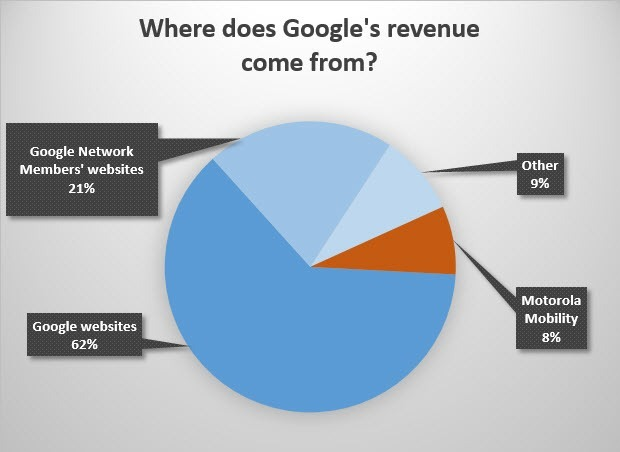 Where does Google's revenue
come from?
Google Network
Members' websites
21%
Other
9%
Motorola
Mobility
8%
Google websites
62%